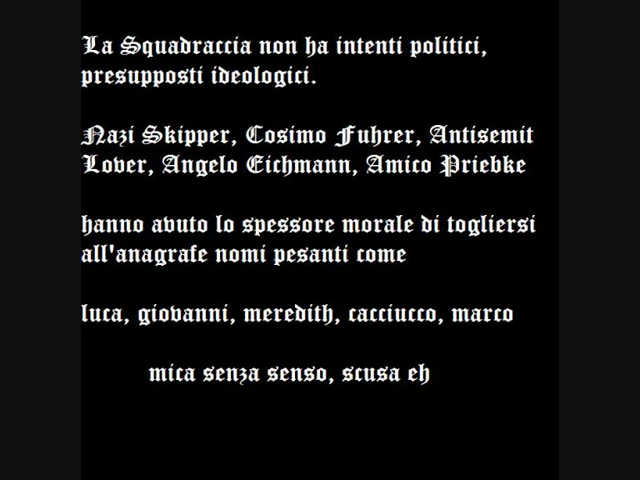 La Squadraccia non ha intenti politici,
presupposti ideologici.
Nazi Skipper, Cosimo Fuhrer, Antisemit
Lover, Angelo Eichmann, Amico Priebke
hanno avuto lo spessore morale di togliersi
all'anagrafe nomi pesanti come
luca, giovanni, meredith, cacciucco, marco
mica senza senso, scusa eh